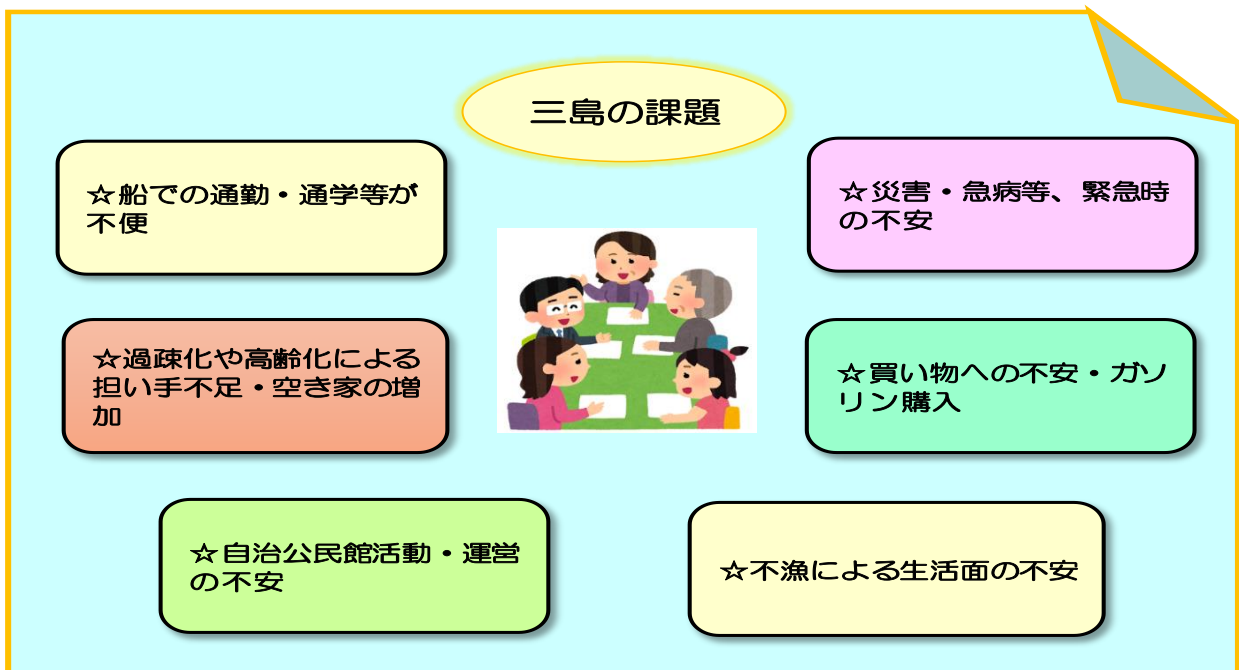 三島の課題
☆船での通勤・通学等が
不便
☆災害・急病等、緊急時
の不安
☆過疎化や高齢化による
担い手不足・空き家の増
加
☆買い物への不安・ガソ
リン購入
☆自治公民館活動・運営
の不安
☆不漁による生活面の不安